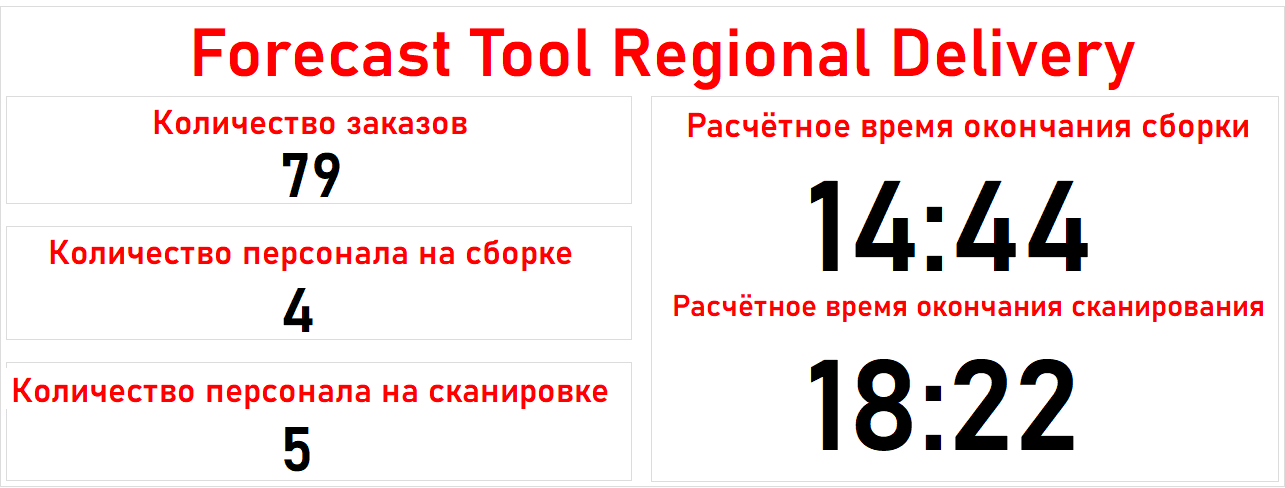 Forecast Tool Regional Delivery
Количество заказов
79
Количество персонала на сборке
4
Количество персонала на сканировке
5
Расчётное время окончания сборки
14:44
Расчётное время окончания сканирования
18:22